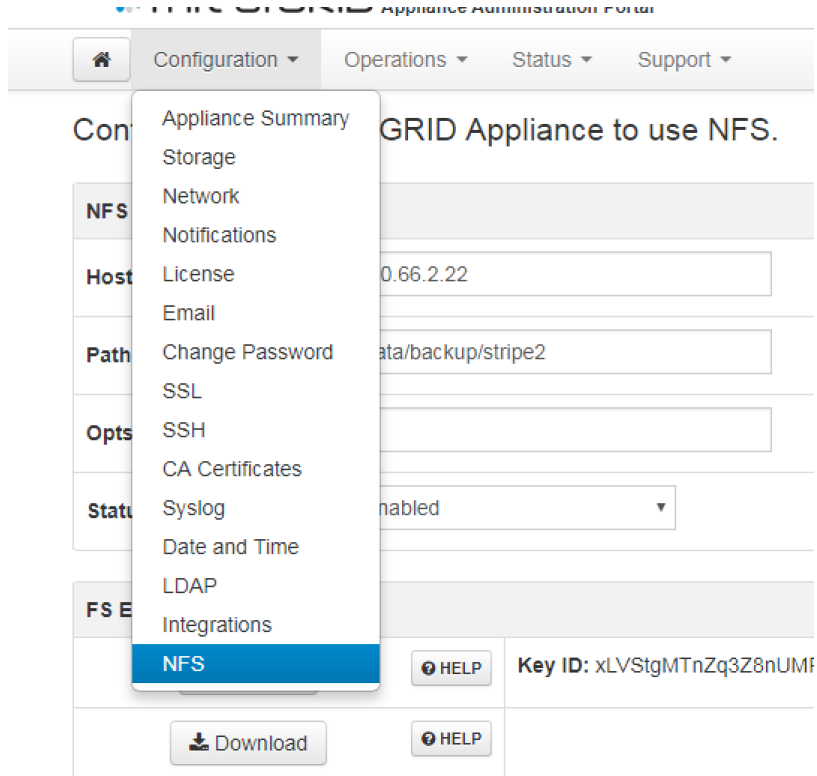 Appliance Administration Portal
Configuration Operations Status Support
Appliance Summary
Storage
Network
Notifications
License
Email
Change Password
SSL
SSH
CA Certificates
Syslog
Date and Time
LDAP
Integrations
NFS
Con GRID Appliance to use NFS.
NFS
Host 0.66.2.22
Path ata/backup/stripe2
Opts
Statu nabled
FS E
HELP Key ID: xLVStgMTnZq3Z8nUMF
Download HELP